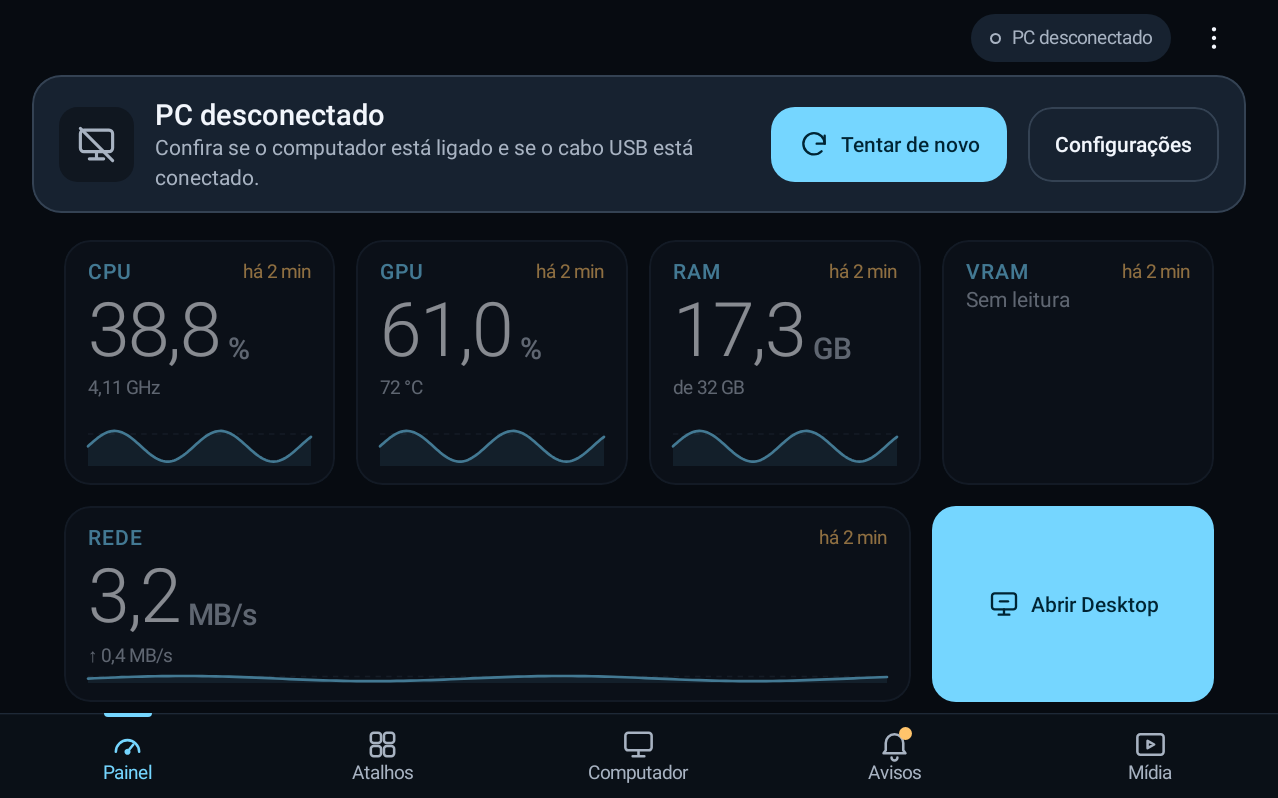 PC desconectado
PC desconectado
Confira se o computador está ligado e se o cabo USB está
conectado.
Tentar de novo
Configurações
CPU
há 2 min
38,8 %
4,11 GHz
GPU
há 2 min
61,0 %
72 °C
RAM
há 2 min
17,3 GB
de 32 GB
VRAM
há 2 min
Sem leitura
REDE
há 2 min
3,2 MB/s
↑ 0,4 MB/s
Abrir Desktop
Painel
Atalhos
Computador
Avisos
Mídia